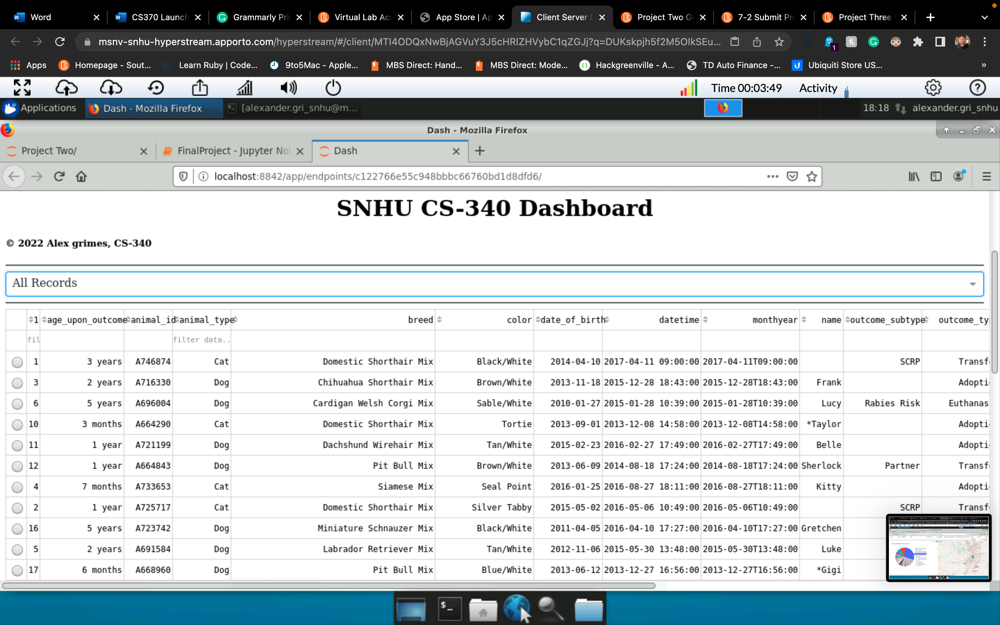 Word CS370 Launch Grammarly Pri Virtual Lab Acc App Store | Ap Client Server D Project Two Gu 7-2 Submit Pr Project Three
msnv-snhu-hyperstream.apporto.com/hyperstream/#/client/MTI4ODQxNwBjAGVuY3J5cHRlZHVybC1qZGJj?q=DUKskpjh5f2M5OlkSEu... 1
Apps Homepage - Sout... Learn Ruby | Code... 9to5Mac - Apple... MBS Direct: Hand... MBS Direct: Mode... Hackgreenville - A... TD Auto Finance -... Ubiquiti Store US... »
Time 00:03:49 Activity
Applications Dash - Mozilla Firefox [alexander.gri_snhu@m... 18:18 alexander.gri_snhu
Dash - Mozilla Firefox
Project Two/ FinalProject - Jupyter Not Dash
localhost:8842/app/endpoints/c122766e55c948bbbc66760bd1d8dfd6/
SNHU CS-340 Dashboard
© 2022 Alex grimes, CS-340
All Records
1 age_upon_outcome animal_id animal_type breed color date_of_birth datetime monthyear name outcome_subtype outcome_ty
fil filter data..
1 3 years A746874 Cat Domestic Shorthair Mix Black/White 2014-04-10 2017-04-11 09:00:00 2017-04-11T09:00:00 SCRP Transf
3 2 years A716330 Dog Chihuahua Shorthair Mix Brown/White 2013-11-18 2015-12-28 18:43:00 2015-12-28T18:43:00 Frank Adopti
6 5 years A696004 Dog Cardigan Welsh Corgi Mix Sable/White 2010-01-27 2015-01-28 10:39:00 2015-01-28T10:39:00 Lucy Rabies Risk Euthanas
10 3 months A664290 Cat Domestic Shorthair Mix Tortie 2013-09-01 2013-12-08 14:58:00 2013-12-08T14:58:00 *Taylor Adopti
11 1 year A721199 Dog Dachshund Wirehair Mix Tan/White 2015-02-23 2016-02-27 17:49:00 2016-02-27T17:49:00 Belle Adopti
12 1 year A664843 Dog Pit Bull Mix Brown/White 2013-06-09 2014-08-18 17:24:00 2014-08-18T17:24:00 Sherlock Partner Transf
4 7 months A733653 Cat Siamese Mix Seal Point 2016-01-25 2016-08-27 18:11:00 2016-08-27T18:11:00 Kitty Adopti
2 1 year A725717 Cat Domestic Shorthair Mix Silver Tabby 2015-05-02 2016-05-06 10:49:00 2016-05-06T10:49:00 SCRP Transf
16 5 years A723742 Dog Miniature Schnauzer Mix Black/White 2011-04-05 2016-04-10 17:27:00 2016-04-10T17:27:00 Gretchen
5 2 years A691584 Dog Labrador Retriever Mix Tan/White 2012-11-06 2015-05-30 13:48:00 2015-05-30T13:48:00 Luke
17 6 months A668960 Dog Pit Bull Mix Blue/White 2013-06-12 2013-12-27 16:56:00 2013-12-27T16:56:00 *Gigi